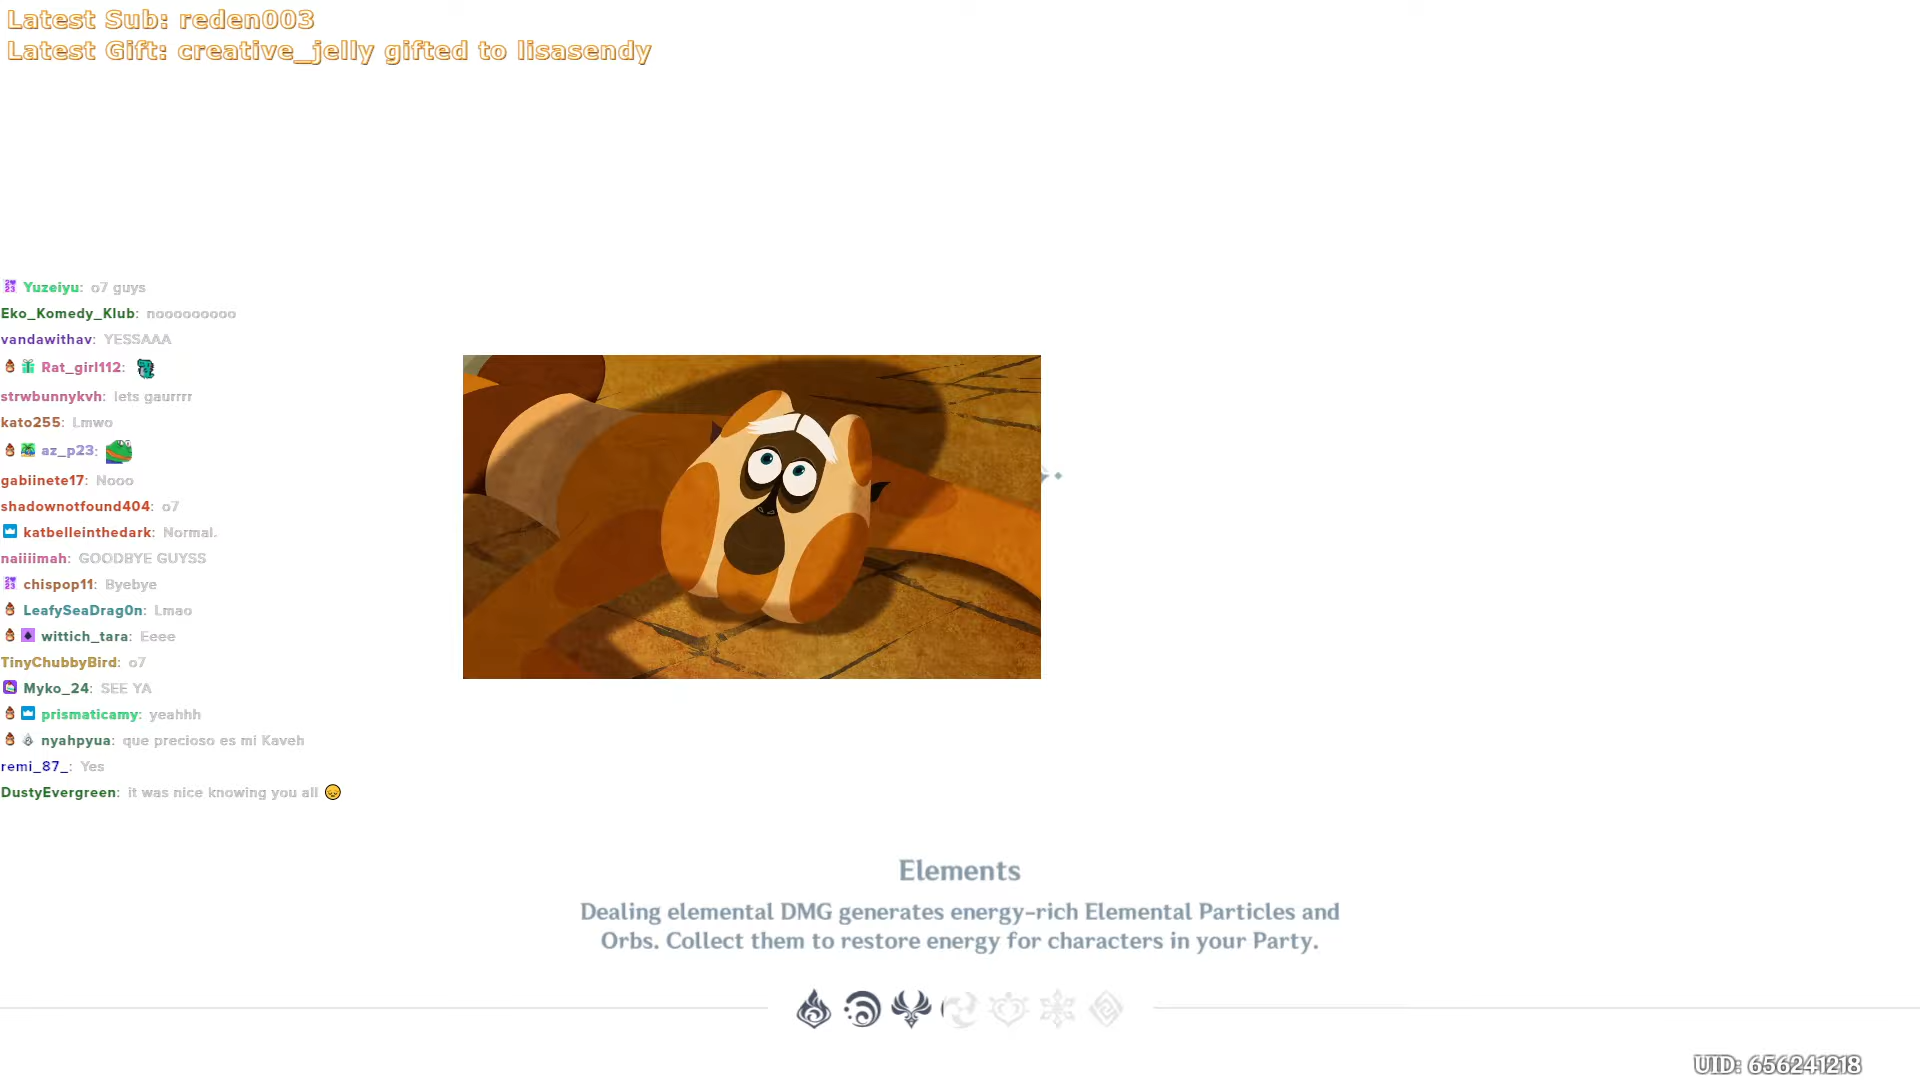 Latest Sub: reden003
Latest Gift: creative_jelly gifted to lisasendy
Yuzeiyu: o7 guys
Eko_Komedy_Klub: nooooooooo
vandawithav: YESSAAA
Rat_girl112:
strwbunnykvh: lets gaurrrr
kato255: Lmwo
az_p23:
gabiinete17: Nooo
shadownotfound404: o7
katbelleinthedark: Normal.
naiiimah: GOODBYE GUYSS
chispop11: Byebye
LeafySeaDrag0n: Lmao
wittich_tara: Eeee
TinyChubbyBird: o7
Myko_24: SEE YA
prismaticamy: yeahhh
nyahpyua: que precioso es mi Kaveh
remi_87_: Yes
DustyEvergreen: it was nice knowing you all
Elements
Dealing elemental DMG generates energy-rich Elemental Particles and
Orbs. Collect them to restore energy for characters in your Party.
UID: 656241218